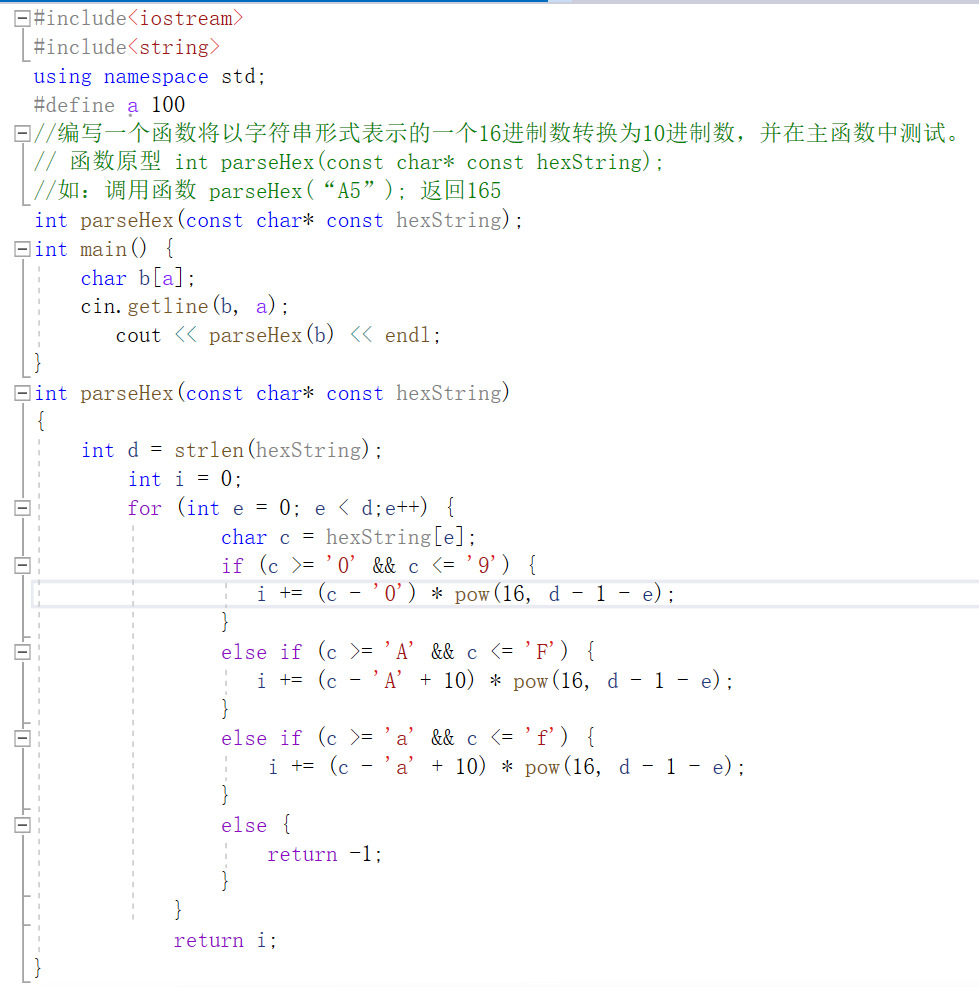 #include<iostream>
#include<string>
using namespace std;
#define a 100
//编写一个函数将以字符串形式表示的一个16进制数转换为10进制数，并在主函数中测试。
// 函数原型 int parseHex(const char* const hexString);
//如：调用函数 parseHex(“A5”); 返回165
int parseHex(const char* const hexString);
int main() {
char b[a];
cin.getline(b, a);
cout << parseHex(b) << endl;
}
int parseHex(const char* const hexString)
{
int d = strlen(hexString);
int i = 0;
for (int e = 0; e < d;e++) {
char c = hexString[e];
if (c >= '0' && c <= '9') {
i += (c - '0') * pow(16, d - 1 - e);
}
else if (c >= 'A' && c <= 'F') {
i += (c - 'A' + 10) * pow(16, d - 1 - e);
}
else if (c >= 'a' && c <= 'f') {
i += (c - 'a' + 10) * pow(16, d - 1 - e);
}
else {
return -1;
}
}
return i;
}